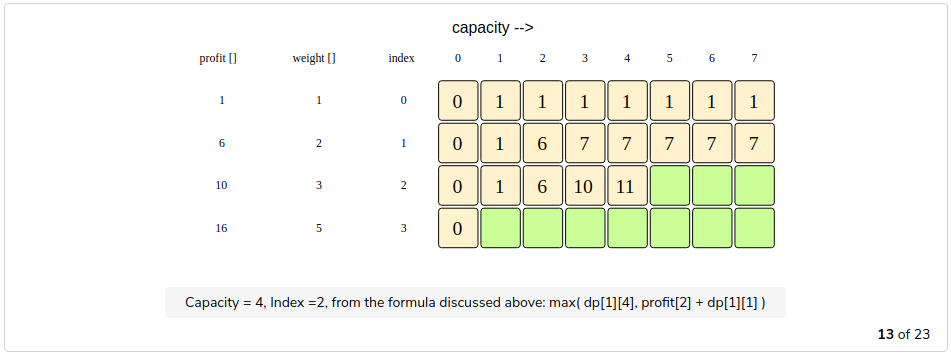 capacity -->
profit [] weight [] index 0 1 2 3 4 5 6 7
1 1 0 0 1 1 1 1 1 1 1
6 2 1 0 1 6 7 7 7 7 7
10 3 2 0 1 6 10 11
16 5 3 0
Capacity = 4, Index =2, from the formula discussed above: max( dp[1][4], profit[2] + dp[1][1] )
13 of 23